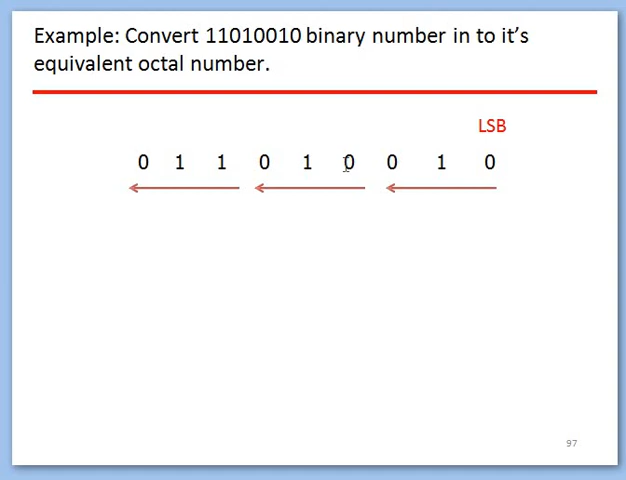 Example: Convert 11010010 binary number in to it's
equivalent octal number.
LSB
0 1 1 0 1 0 0 1 0
97